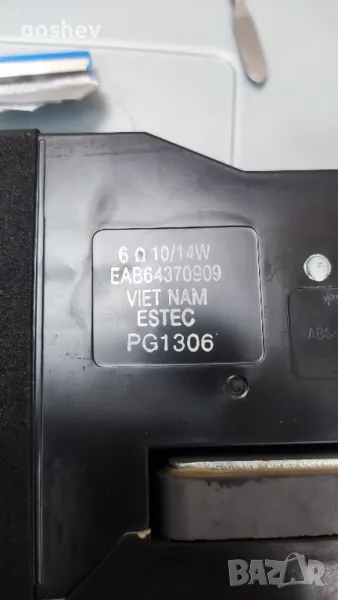 goshev
6 Ω 10/14W
EAB64370909
VIET NAM
ESTEC
PG1306
-ABS-
BAZAR